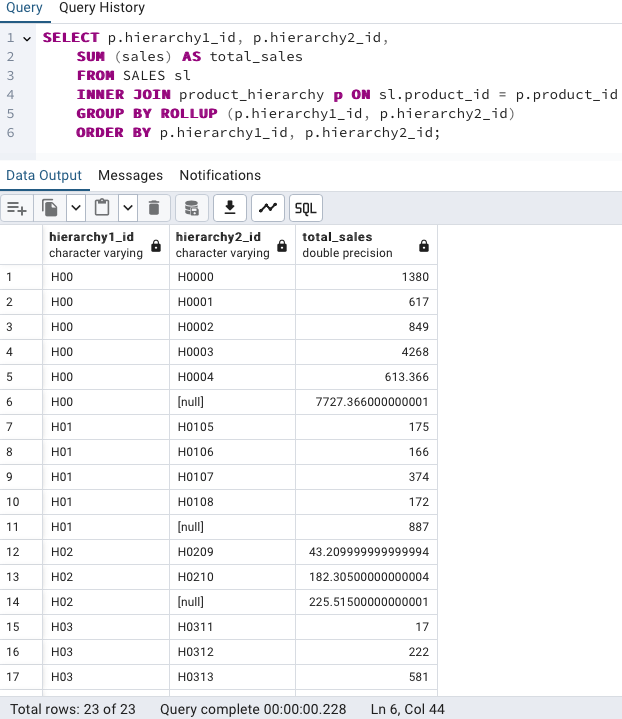 Query Query History
1 SELECT p.hierarchy1_id, p.hierarchy2_id,
2 SUM (sales) AS total_sales
3 FROM SALES sl
4 INNER JOIN product_hierarchy p ON sl.product_id = p.product_id
5 GROUP BY ROLLUP (p.hierarchy1_id, p.hierarchy2_id)
6 ORDER BY p.hierarchy1_id, p.hierarchy2_id;
Data Output Messages Notifications
SQL
hierarchy1_id hierarchy2_id total_sales
character varying character varying double precision
1 H00 H0000 1380
2 H00 H0001 617
3 H00 H0002 849
4 H00 H0003 4268
5 H00 H0004 613.366
6 H00 [null] 7727.366000000001
7 H01 H0105 175
8 H01 H0106 166
9 H01 H0107 374
10 H01 H0108 172
11 H01 [null] 887
12 H02 H0209 43.209999999999994
13 H02 H0210 182.30500000000004
14 H02 [null] 225.51500000000001
15 H03 H0311 17
16 H03 H0312 222
17 H03 H0313 581
Total rows: 23 of 23 Query complete 00:00:00.228 Ln 6, Col 44